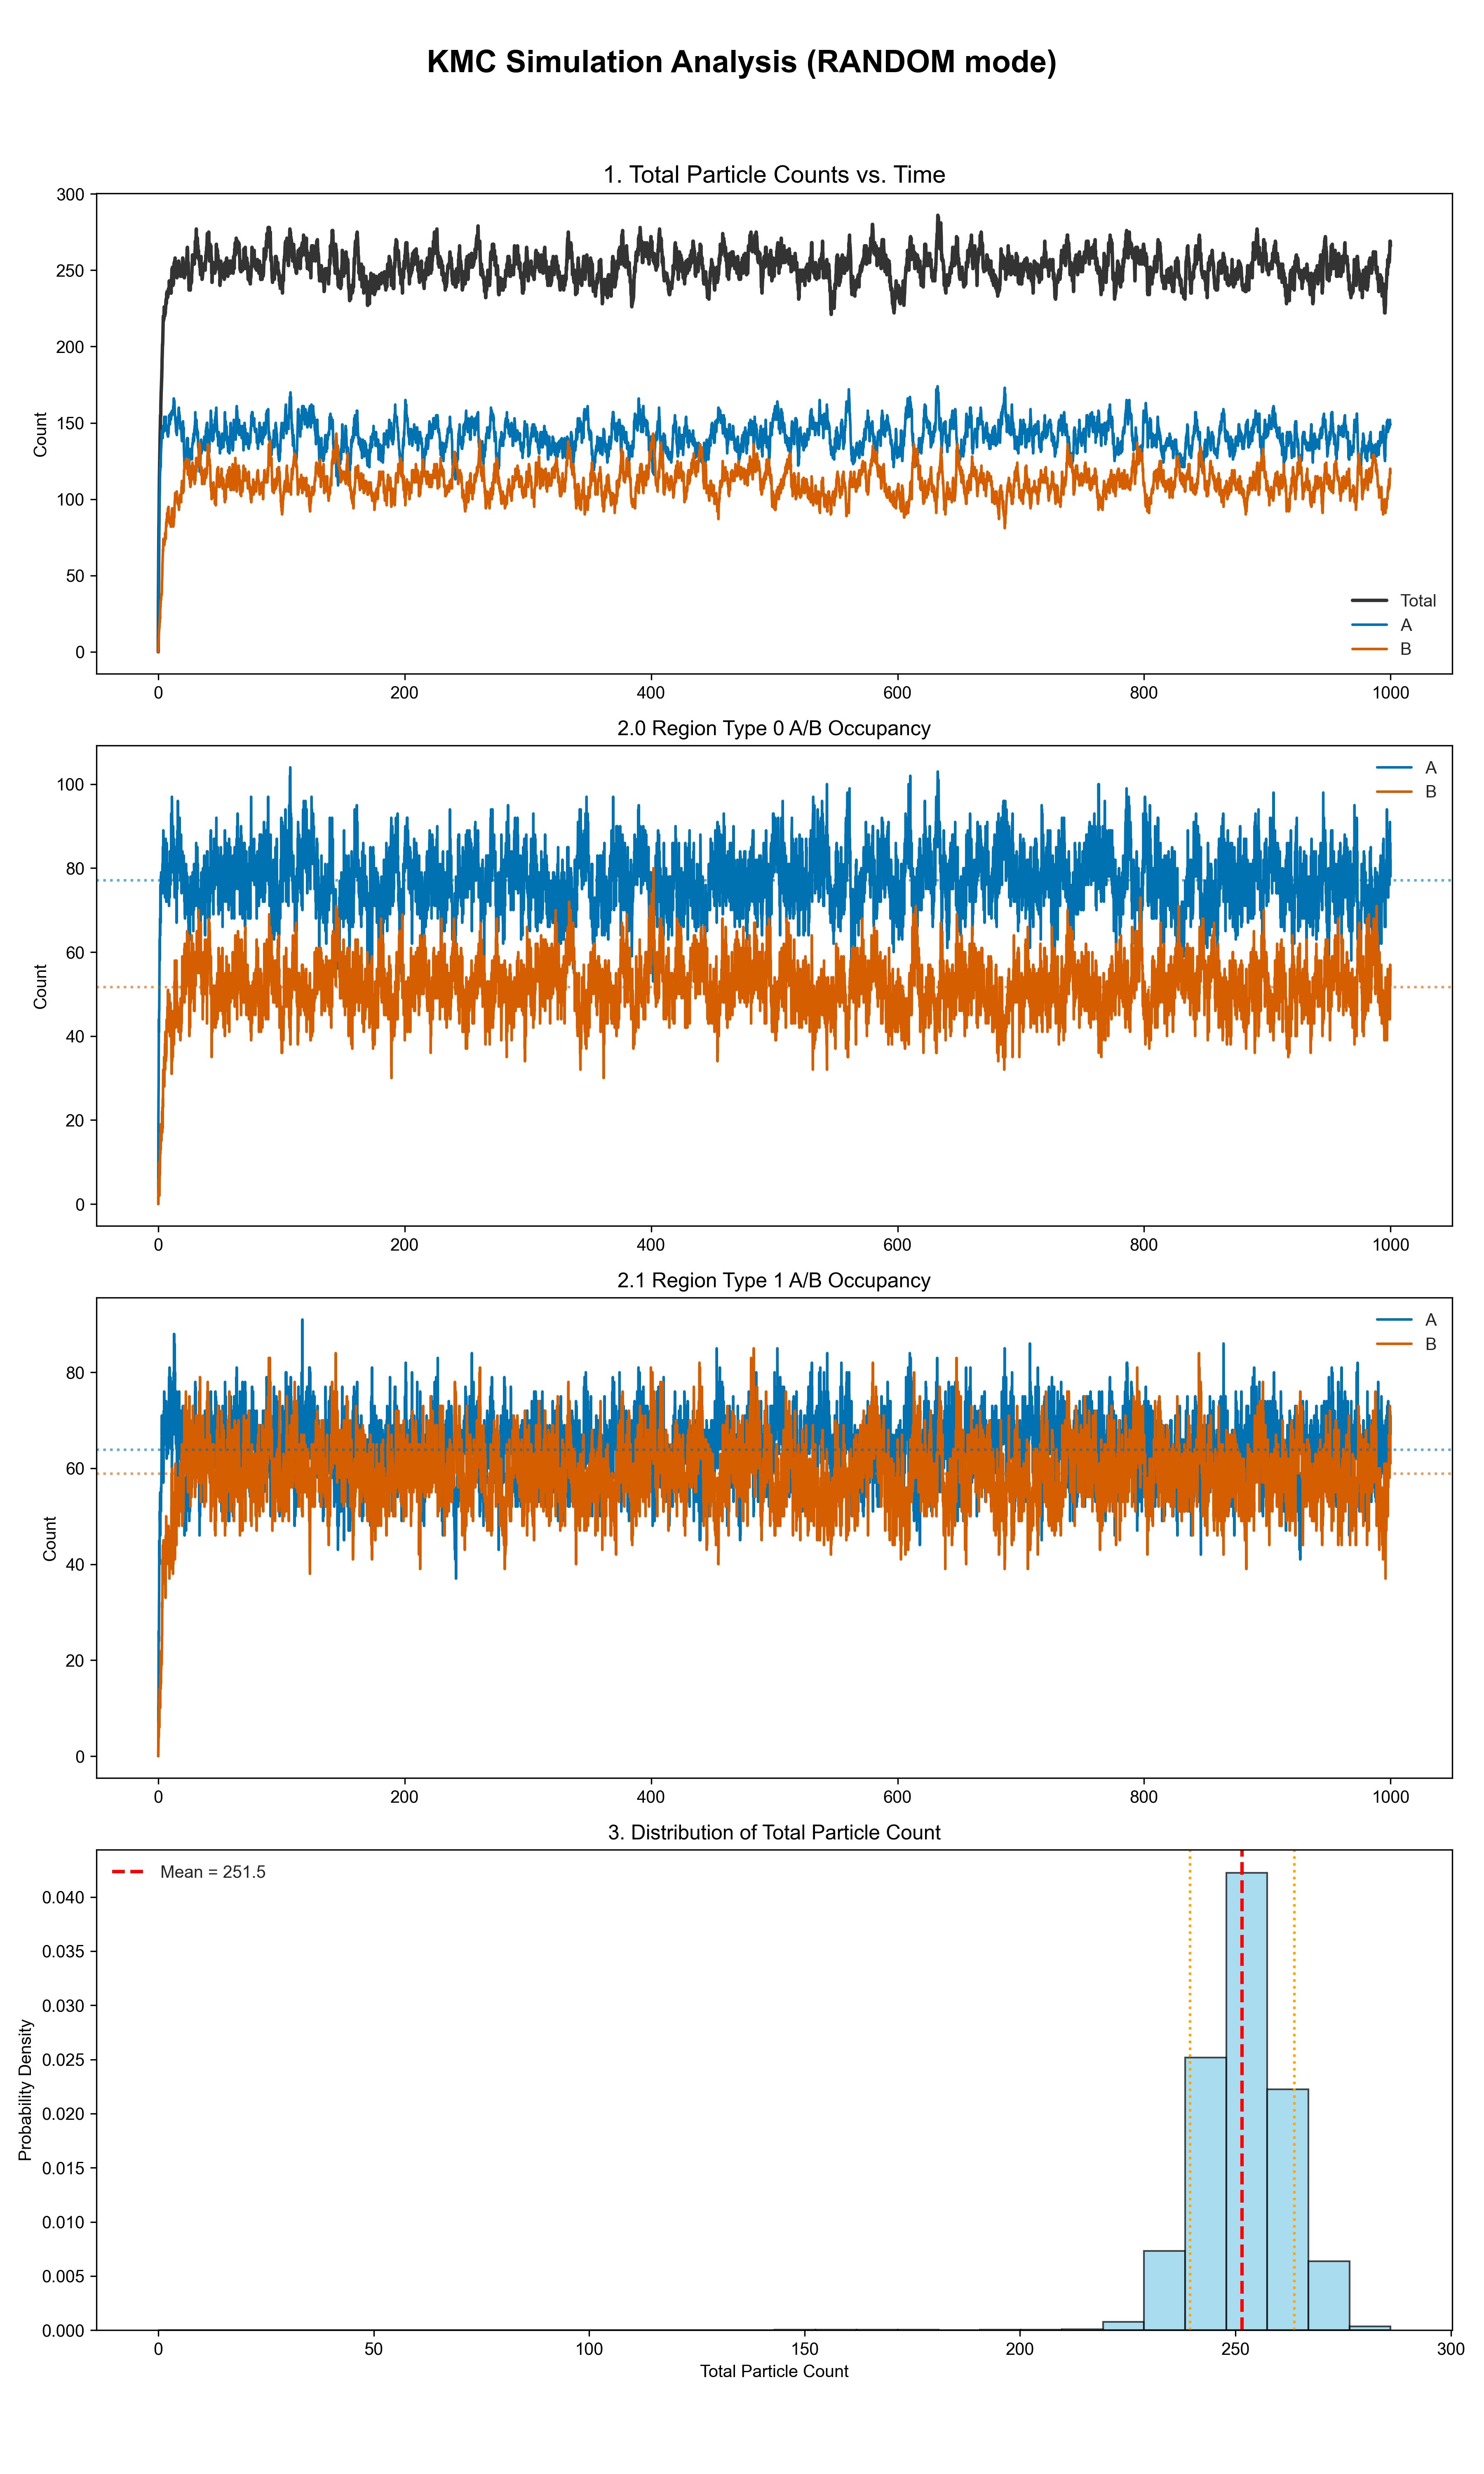 KMC Simulation Analysis (RANDOM mode)
1. Total Particle Counts vs. Time
Count
300
250
200
150
100
50
0
Total
A
B
0 200 400 600 800 1000
2.0 Region Type 0 A/B Occupancy
Count
100
80
60
40
20
0
A
B
0 200 400 600 800 1000
2.1 Region Type 1 A/B Occupancy
Count
80
60
40
20
0
A
B
0 200 400 600 800 1000
3. Distribution of Total Particle Count
Probability Density
0.040
0.035
0.030
0.025
0.020
0.015
0.010
0.005
0.000
Mean = 251.5
0 50 100 150 200 250 300
Total Particle Count